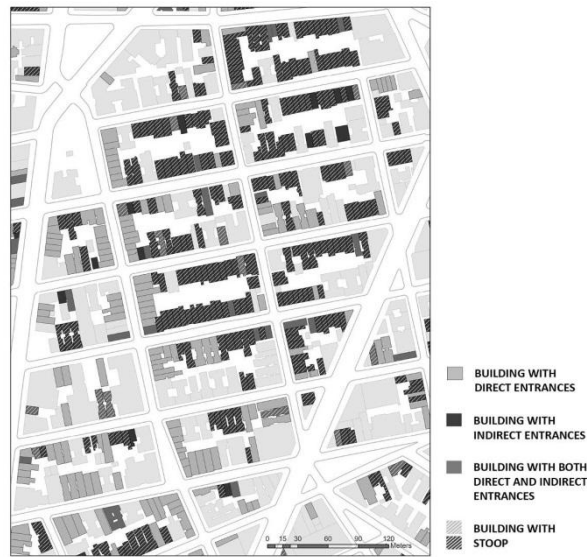 BUILDING WITH
DIRECT ENTRANCES
BUILDING WITH
INDIRECT ENTRANCES
BUILDING WITH BOTH
DIRECT AND INDIRECT
ENTRANCES
BUILDING WITH
STOOP
0 15 30 60 90 120
Meters